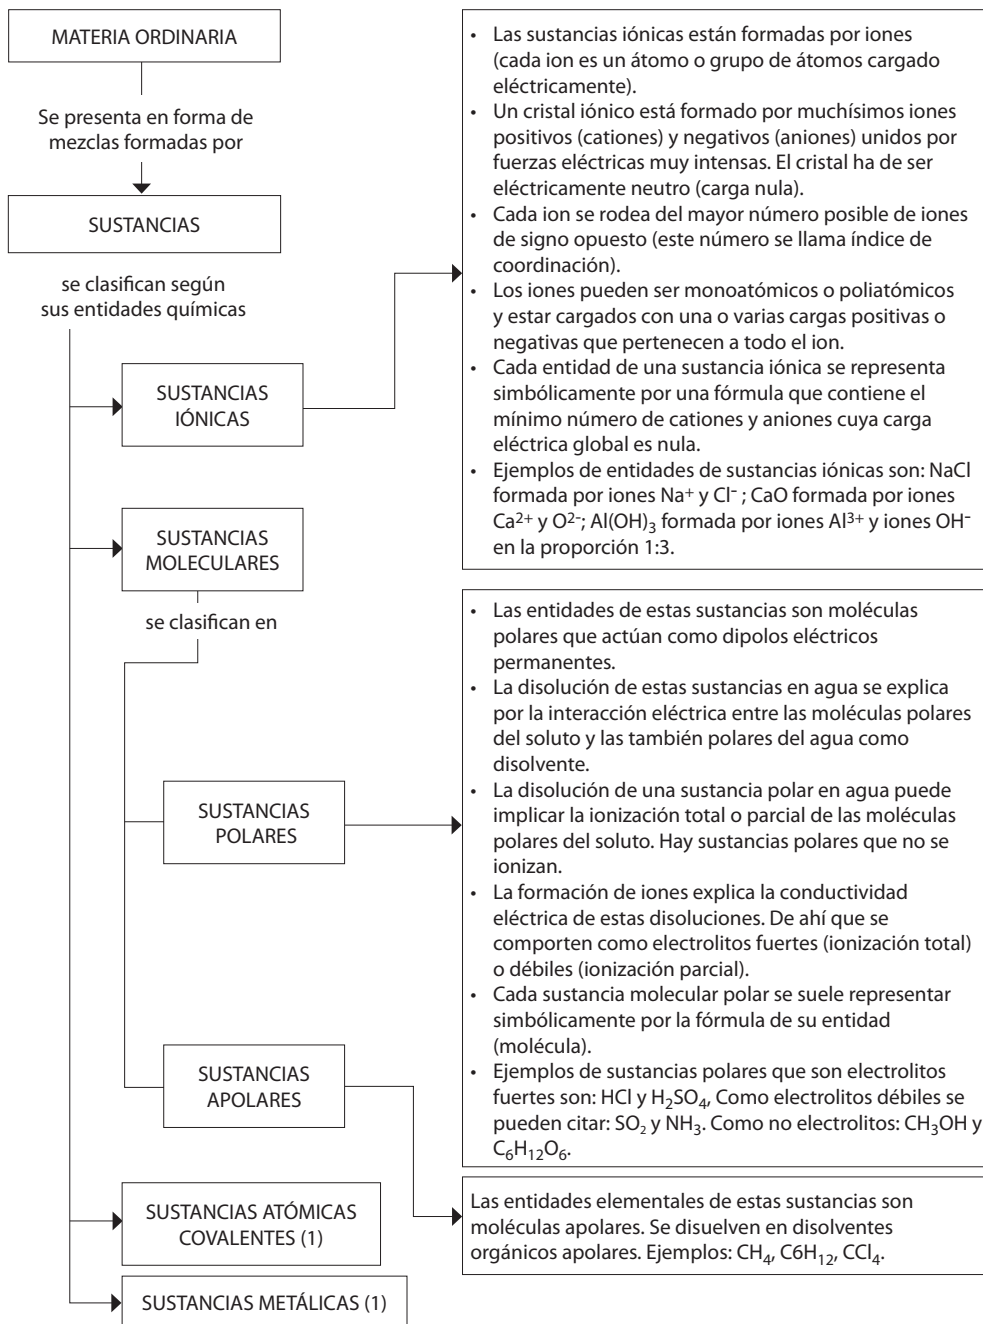 MATERIA ORDINARIA
Se presenta en forma de
mezclas formadas por
SUSTANCIAS
se clasifican según
sus entidades químicas
SUSTANCIAS
IÓNICAS
• Las sustancias iónicas están formadas por iones
(cada ion es un átomo o grupo de átomos cargado
eléctricamente).
• Un cristal iónico está formado por muchísimos iones
positivos (cationes) y negativos (aniones) unidos por
fuerzas eléctricas muy intensas. El cristal ha de ser
eléctricamente neutro (carga nula).
• Cada ion se rodea del mayor número posible de iones
de signo opuesto (este número se llama índice de
coordinación).
• Los iones pueden ser monoatómicos o poliatómicos
y estar cargados con una o varias cargas positivas o
negativas que pertenecen a todo el ion.
• Cada entidad de una sustancia iónica se representa
simbólicamente por una fórmula que contiene el
mínimo número de cationes y aniones cuya carga
eléctrica global es nula.
• Ejemplos de entidades de sustancias iónicas son: NaCl
formada por iones Na⁺ y Cl⁻ ; CaO formada por iones
Ca²⁺ y O²⁻; Al(OH)₃ formada por iones Al³⁺ y iones OH⁻
en la proporción 1:3.
SUSTANCIAS
MOLECULARES
se clasifican en
SUSTANCIAS
POLARES
• Las entidades de estas sustancias son moléculas
polares que actúan como dipolos eléctricos
permanentes.
• La disolución de estas sustancias en agua se explica
por la interacción eléctrica entre las moléculas polares
del soluto y las también polares del agua como
disolvente.
• La disolución de una sustancia polar en agua puede
implicar la ionización total o parcial de las moléculas
polares del soluto. Hay sustancias polares que no se
ionizan.
• La formación de iones explica la conductividad
eléctrica de estas disoluciones. De ahí que se
comporten como electrolitos fuertes (ionización total)
o débiles (ionización parcial).
• Cada sustancia molecular polar se suele representar
simbólicamente por la fórmula de su entidad
(molécula).
• Ejemplos de sustancias polares que son electrolitos
fuertes son: HCl y H₂SO₄, Como electrolitos débiles se
pueden citar: SO₂ y NH₃. Como no electrolitos: CH₃OH y
C₆H₁₂O₆.
SUSTANCIAS
APOLARES
Las entidades elementales de estas sustancias son
moléculas apolares. Se disuelven en disolventes
orgánicos apolares. Ejemplos: CH₄, C6H₁₂, CCl₄.
SUSTANCIAS ATÓMICAS
COVALENTES (1)
SUSTANCIAS METÁLICAS (1)